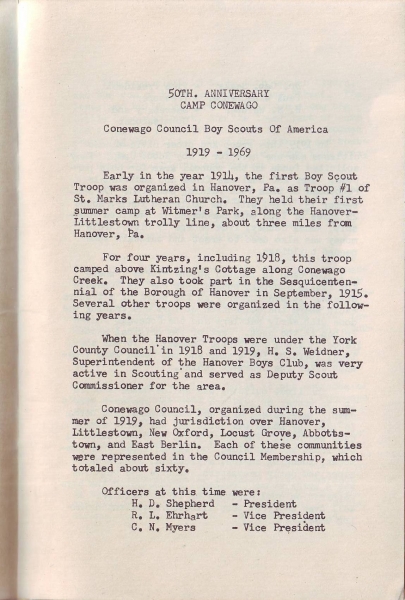 50TH. ANNIVERSARY
CAMP CONEWAGO
Conewago Council Boy Scouts Of America
1919 - 1969
Early in the year 1914, the first Boy Scout
Troop was organized in Hanover, Pa. as Troop #1 of
St. Marks Lutheran Church. They held their first
summer camp at Witmer's Park, along the Hanover-
Littlestown trolly line, about three miles from
Hanover, Pa.
For four years, including 1918, this troop
camped above Kintzing's Cottage along Conewago
Creek. They also took part in the Sesquicenten-
nial of the Borough of Hanover in September, 1915.
Several other troops were organized in the follow-
ing years.
When the Hanover Troops were under the York
County Council in 1918 and 1919, H. S. Weidner,
Superintendent of the Hanover Boys Club, was very
active in Scouting and served as Deputy Scout
Commissioner for the area.
Conewago Council, organized during the sum-
mer of 1919, had jurisdiction over Hanover,
Littlestown, New Oxford, Locust Grove, Abbotts-
town, and East Berlin. Each of these communities
were represented in the Council Membership, which
totaled about sixty.
Officers at this time were:
H. D. Shepherd - President
R. L. Ehrhart - Vice President
C. N. Myers - Vice President